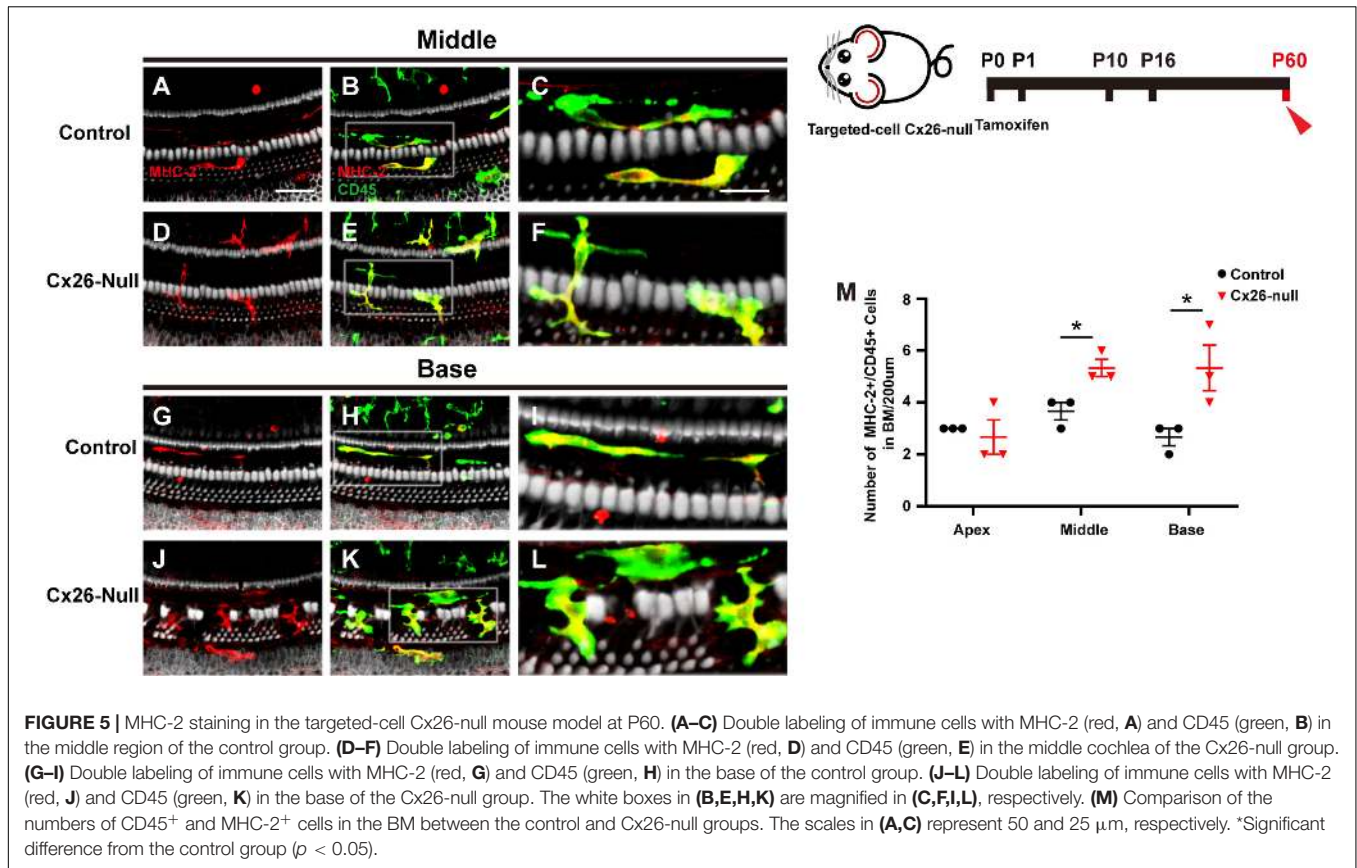 Middle
Control
A
MHC-2
B
MHC-2
CD45
C
Cx26-Null
D
E
F
Base
Control
G
H
I
Cx26-Null
J
K
L
Targeted-cell Cx26-null
P0 P1 P10 P16 P60
Tamoxifen
M
Control
Cx26-null
Number of MHC-2+/CD45+ Cells
in BM/200um
8
6
4
2
0
*
*
Apex Middle Base
FIGURE 5 | MHC-2 staining in the targeted-cell Cx26-null mouse model at P60. (A–C) Double labeling of immune cells with MHC-2 (red, A) and CD45 (green, B) in
the middle region of the control group. (D–F) Double labeling of immune cells with MHC-2 (red, D) and CD45 (green, E) in the middle cochlea of the Cx26-null group.
(G–I) Double labeling of immune cells with MHC-2 (red, G) and CD45 (green, H) in the base of the control group. (J–L) Double labeling of immune cells with MHC-2
(red, J) and CD45 (green, K) in the base of the Cx26-null group. The white boxes in (B,E,H,K) are magnified in (C,F,I,L), respectively. (M) Comparison of the
numbers of CD45⁺ and MHC-2⁺ cells in the BM between the control and Cx26-null groups. The scales in (A,C) represent 50 and 25 μm, respectively. *Significant
difference from the control group (p < 0.05).